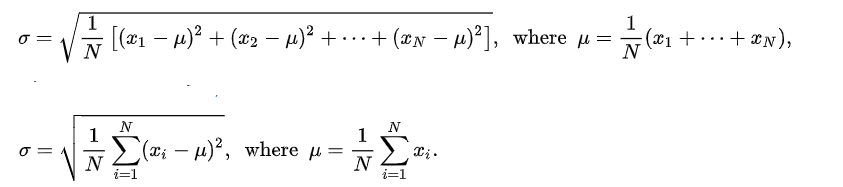 σ = √(1/N [(x₁ − μ)² + (x₂ − μ)² + ⋯ + (x_N − μ)²]), where μ = 1/N (x₁ + ⋯ + x_N),
σ = √(1/N ∑_{i=1}^{N} (x_i − μ)²), where μ = 1/N ∑_{i=1}^{N} x_i.